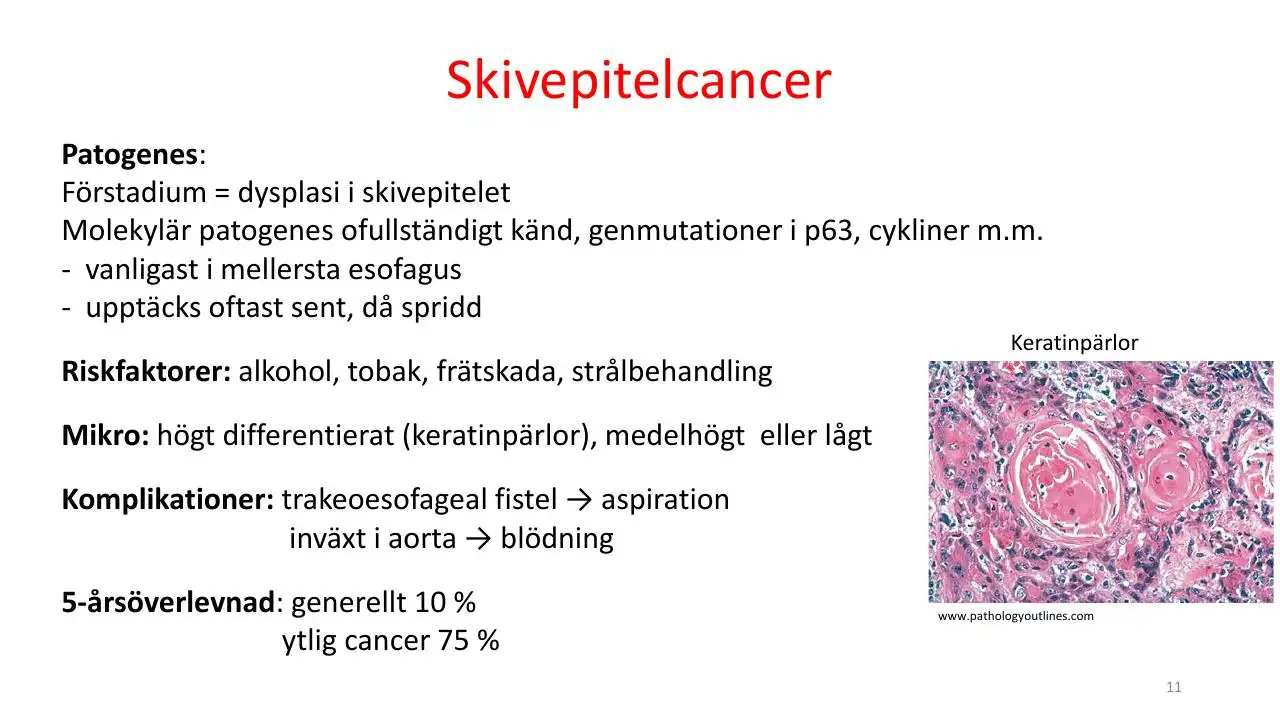 Skivepitelcancer
Patogenes:
Förstadium = dysplasi i skivepitelet
Molekylär patogenes ofullständigt känd, genmutationer i p63, cykliner m.m.
- vanligast i mellersta esofagus
- upptäcks oftast sent, då spridd
Keratinpärlor
Riskfaktorer: alkohol, tobak, frätskada, strålbehandling
Mikro: högt differentierat (keratinpärlor), medelhögt eller lågt
Komplikationer: trakeoesofageal fistel → aspiration
inväxt i aorta → blödning
5-årsöverlevnad: generellt 10 %
www.pathologyoutlines.com
ytlig cancer 75 %
11